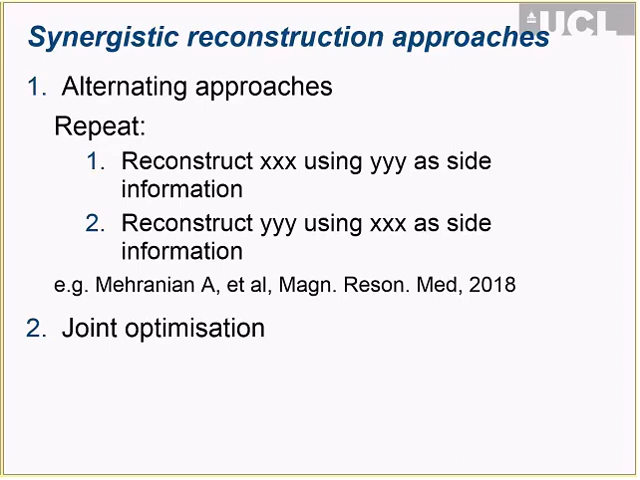 UCL
Synergistic reconstruction approaches
1. Alternating approaches
Repeat:
1. Reconstruct xxx using yyy as side
information
2. Reconstruct yyy using xxx as side
information
e.g. Mehranian A, et al, Magn. Reson. Med, 2018
2. Joint optimisation